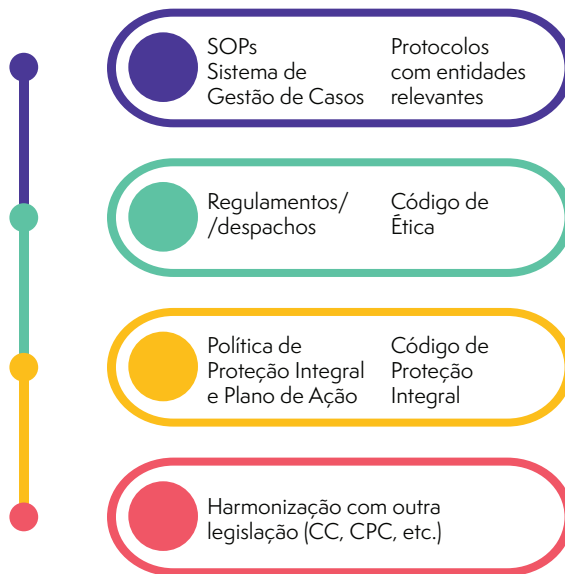 SOPs
Sistema de
Gestão de Casos
Protocolos
com entidades
relevantes
Regulamentos/
/despachos
Código de
Ética
Política de
Proteção Integral
e Plano de Ação
Código de
Proteção
Integral
Harmonização com outra
legislação (CC, CPC, etc.)